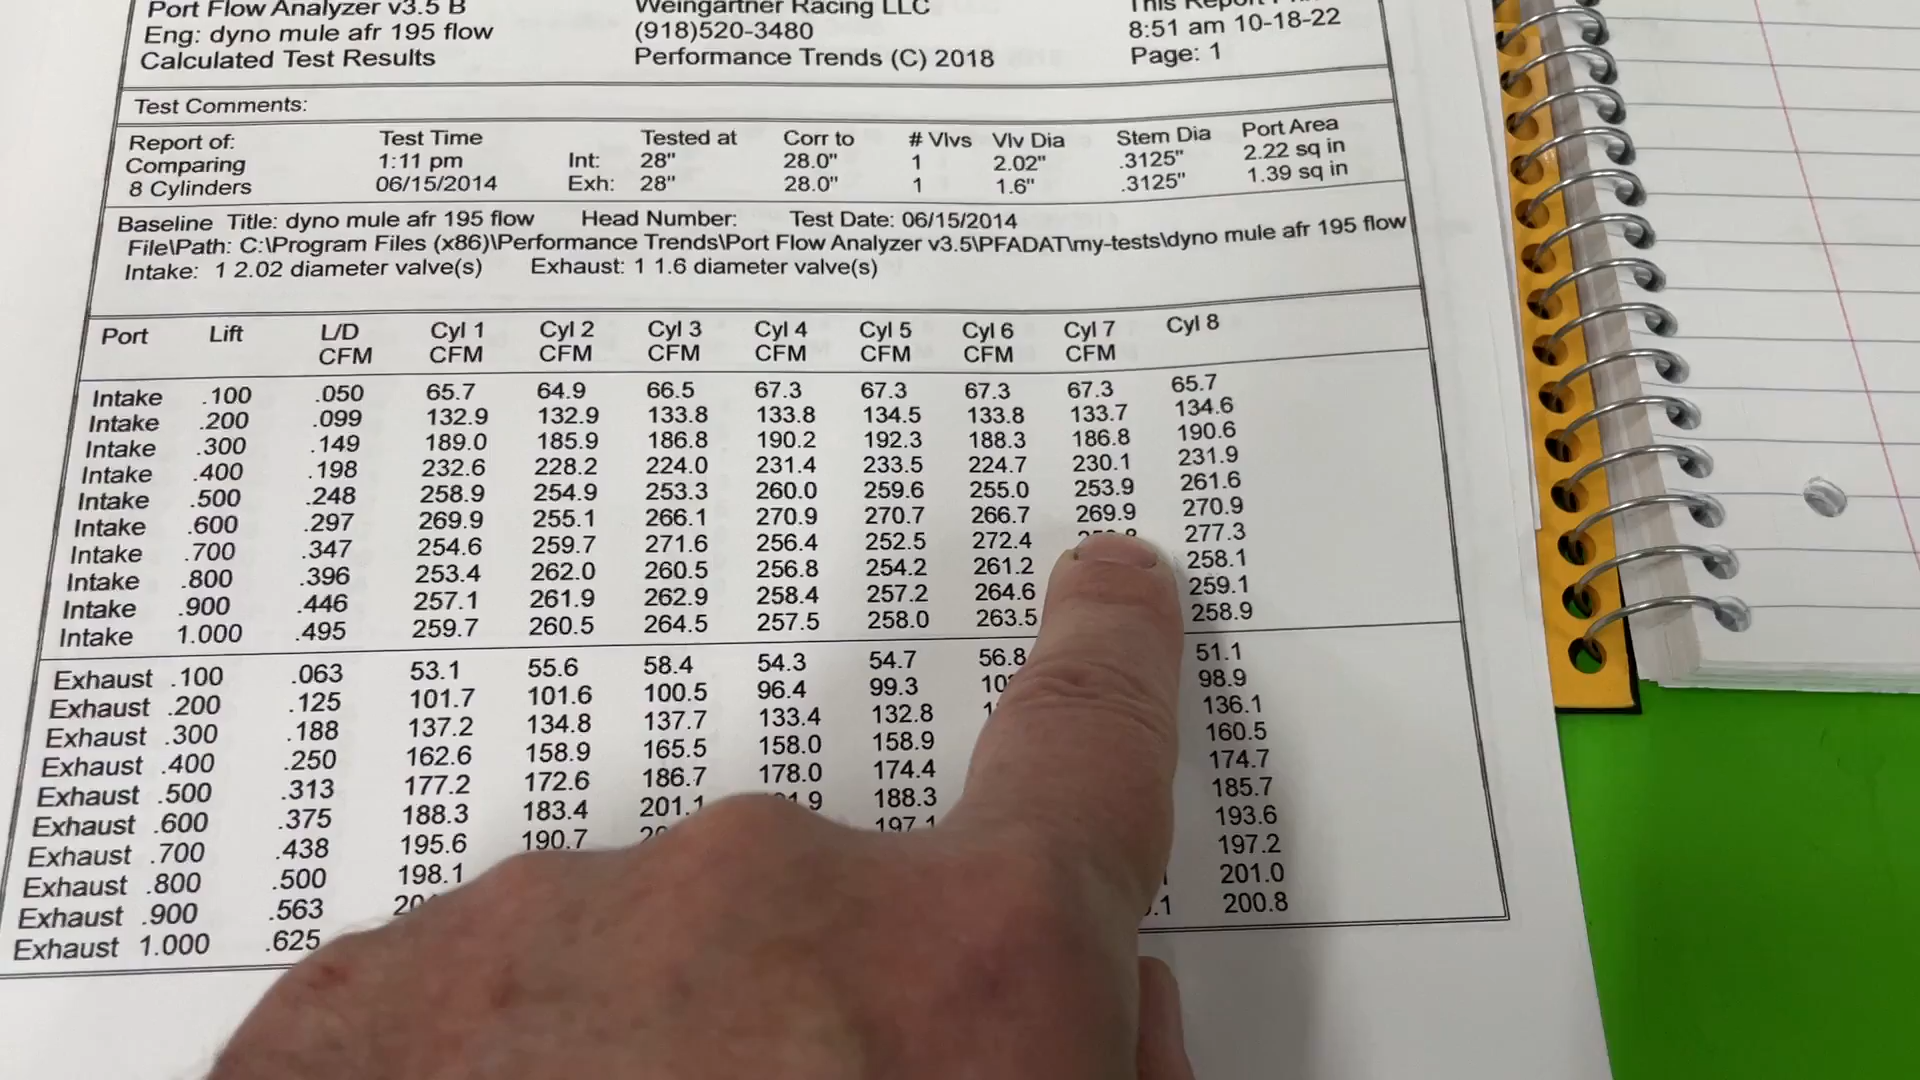 Port Flow Analyzer v3.5 B Weingartner Racing LLC This Report
Eng: dyno mule afr 195 flow (918)520-3480 8:51 am 10-18-22
Calculated Test Results Performance Trends (C) 2018 Page: 1
Test Comments:
Report of: Test Time Tested at Corr to # Vlvs Vlv Dia Stem Dia Port Area
Comparing 1:11 pm Int: 28" 28.0" 1 2.02" .3125" 2.22 sq in
8 Cylinders 06/15/2014 Exh: 28" 28.0" 1 1.6" .3125" 1.39 sq in
Baseline Title: dyno mule afr 195 flow Head Number: Test Date: 06/15/2014
File\Path: C:\Program Files (x86)\Performance Trends\Port Flow Analyzer v3.5\PFADAT\my-tests\dyno mule afr 195 flow
Intake: 1 2.02 diameter valve(s) Exhaust: 1 1.6 diameter valve(s)
Port Lift L/D Cyl 1 Cyl 2 Cyl 3 Cyl 4 Cyl 5 Cyl 6 Cyl 7 Cyl 8
CFM CFM CFM CFM CFM CFM CFM CFM
Intake .100 .050 65.7 64.9 66.5 67.3 67.3 67.3 67.3 65.7
Intake .200 .099 132.9 132.9 133.8 133.8 134.5 133.8 133.7 134.6
Intake .300 .149 189.0 185.9 186.8 190.2 192.3 188.3 186.8 190.6
Intake .400 .198 232.6 228.2 224.0 231.4 233.5 224.7 230.1 231.9
Intake .500 .248 258.9 254.9 253.3 260.0 259.6 255.0 253.9 261.6
Intake .600 .297 269.9 255.1 266.1 270.9 270.7 266.7 269.9 270.9
Intake .700 .347 254.6 259.7 271.6 256.4 252.5 272.4 277.3
Intake .800 .396 253.4 262.0 260.5 256.8 254.2 261.2 258.1
Intake .900 .446 257.1 261.9 262.9 258.4 257.2 264.6 259.1
Intake 1.000 .495 259.7 260.5 264.5 257.5 258.0 263.5 258.9
Exhaust .100 .063 53.1 55.6 58.4 54.3 54.7 56.8 51.1
Exhaust .200 .125 101.7 101.6 100.5 96.4 99.3 98.9
Exhaust .300 .188 137.2 134.8 137.7 133.4 132.8 136.1
Exhaust .400 .250 162.6 158.9 165.5 158.0 158.9 160.5
Exhaust .500 .313 177.2 172.6 186.7 178.0 174.4 174.7
Exhaust .600 .375 188.3 183.4 201.1 188.3 185.7
Exhaust .700 .438 195.6 190.7 197.1 193.6
Exhaust .800 .500 198.1 197.2
Exhaust .900 .563 201.0
Exhaust 1.000 .625 200.8